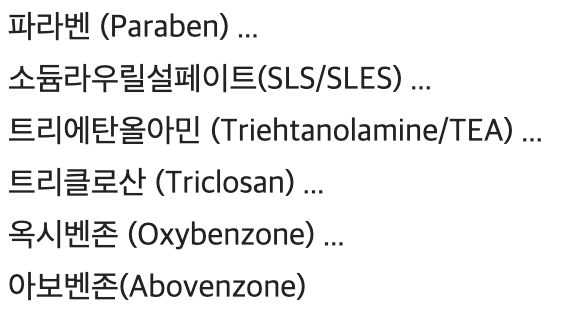 파라벤 (Paraben) ...
소듐라우릴설페이트(SLS/SLES) ...
트리에탄올아민 (Triehtanolamine/TEA) ...
트리클로산 (Triclosan) ...
옥시벤존 (Oxybenzone) ...
아보벤존(Abovenzone)